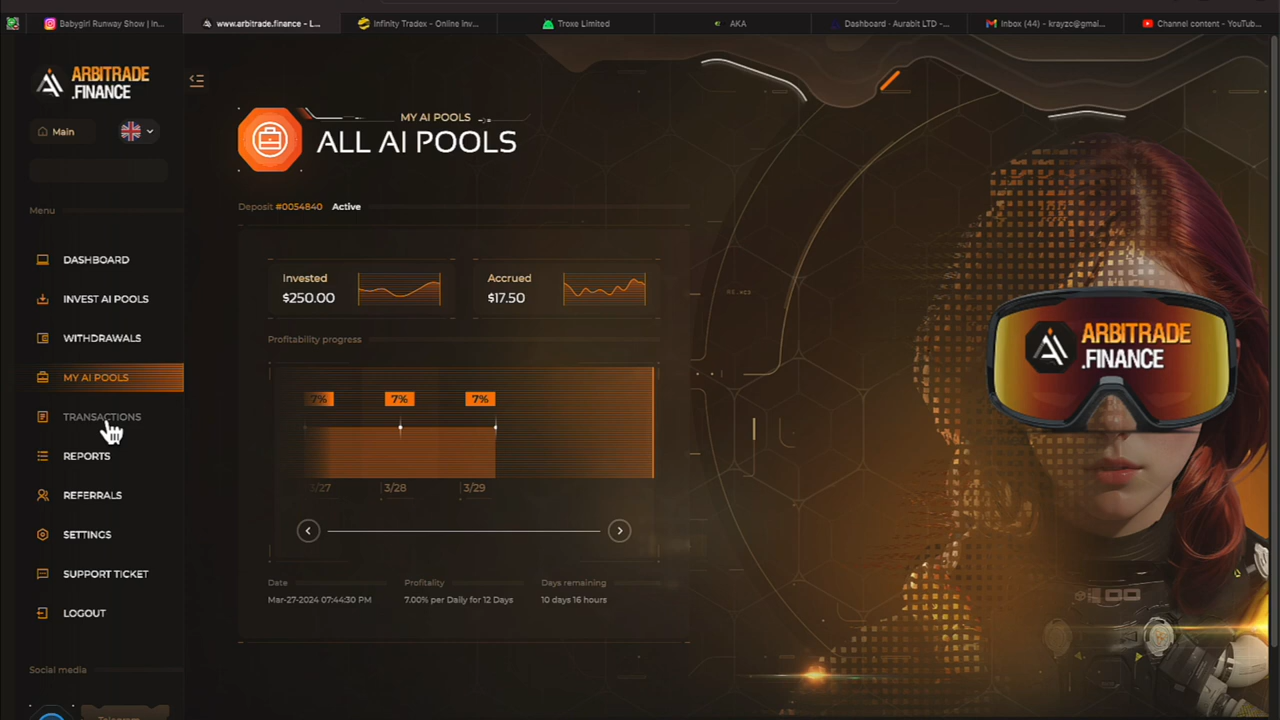 Babygirl Runway Show | In...
www.arbitrade.finance - L...
Infinity Tradex - Online inv...
Troxe Limited
AKA
Dashboard · Aurabit LTD -...
Inbox (44) - krayzc@...
Channel content - YouTube...
ARBITRADE
.FINANCE
Main
Menu
DASHBOARD
INVEST AI POOLS
WITHDRAWALS
MY AI POOLS
TRANSACTIONS
REPORTS
REFERRALS
SETTINGS
SUPPORT TICKET
LOGOUT
Social media
Telegram
MY AI POOLS
ALL AI POOLS
Deposit #0054840 Active
Invested
$250.00
Accrued
$17.50
Profitability progress
7% 7% 7%
3/27 3/28 3/29
Date
Mar-27-2024 07:44:30 PM
Profitality
7.00% per Daily for 12 Days
Days remaining
10 days 16 hours
ARBITRADE
.FINANCE